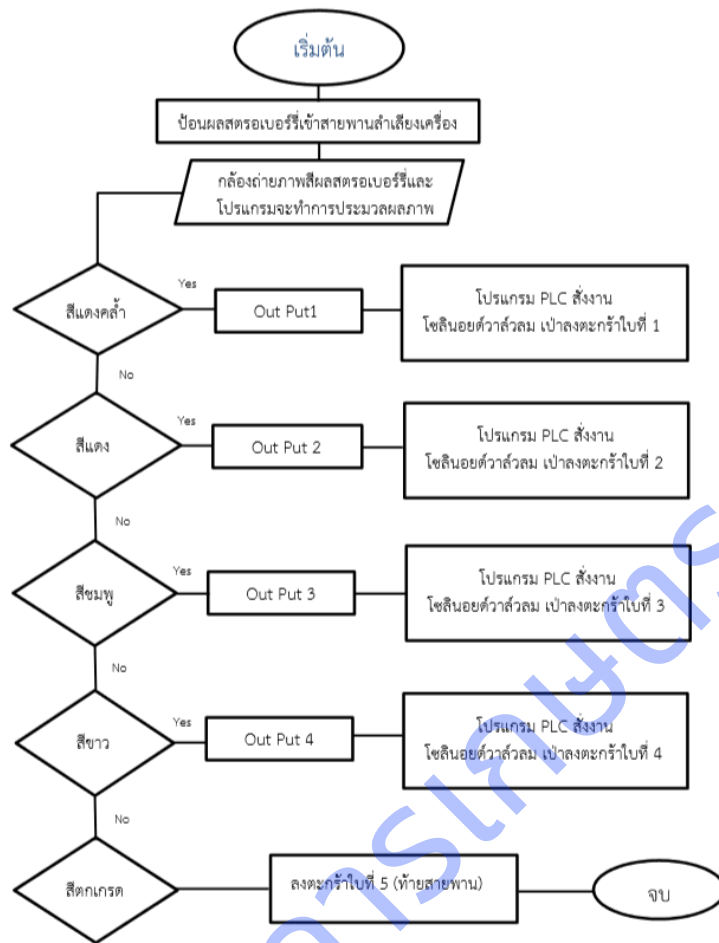 เริ่มต้น
ป้อนผลสตรอเบอร์รี่เข้าสายพานลำเลียงเครื่อง
กล้องถ่ายภาพสีผลสตรอเบอร์รี่และ
โปรแกรมจะทำการประมวลผลภาพ
สีแดงคล้ำ
Yes
Out Put1
โปรแกรม PLC สั่งงาน
โซลินอยด์วาล์วลม เป่าลงตะกร้าใบที่ 1
No
สีแดง
Yes
Out Put 2
โปรแกรม PLC สั่งงาน
โซลินอยด์วาล์วลม เป่าลงตะกร้าใบที่ 2
No
สีชมพู
Yes
Out Put 3
โปรแกรม PLC สั่งงาน
โซลินอยด์วาล์วลม เป่าลงตะกร้าใบที่ 3
No
สีขาว
Yes
Out Put 4
โปรแกรม PLC สั่งงาน
โซลินอยด์วาล์วลม เป่าลงตะกร้าใบที่ 4
No
สีตกเกรด
ลงตะกร้าใบที่ 5 (ท้ายสายพาน)
จบ